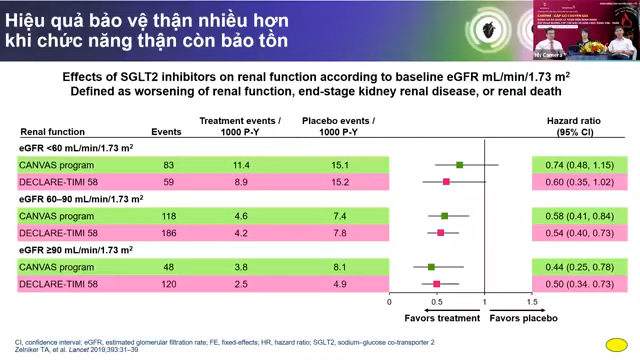 Hiệu quả bảo vệ thận nhiều hơn
khi chức năng thận còn bảo tồn
Hv Camera
Effects of SGLT2 inhibitors on renal function according to baseline eGFR mL/min/1.73 m²
Defined as worsening of renal function, end-stage kidney renal disease, or renal death
Renal function Events Treatment events / 1000 P-Y Placebo events / 1000 P-Y Hazard ratio (95% CI)
eGFR <60 mL/min/1.73 m²
CANVAS program 83 11.4 15.1 0.74 (0.48, 1.15)
DECLARE-TIMI 58 59 8.9 15.2 0.60 (0.35, 1.02)
eGFR 60–90 mL/min/1.73 m²
CANVAS program 118 4.6 7.4 0.58 (0.41, 0.84)
DECLARE-TIMI 58 186 4.2 7.8 0.54 (0.40, 0.73)
eGFR ≥90 mL/min/1.73 m²
CANVAS program 48 3.8 8.1 0.44 (0.25, 0.78)
DECLARE-TIMI 58 120 2.5 4.9 0.50 (0.34. 0.73)
0 0.5 1 1.5
Favors treatment Favors placebo
CI, confidence interval; eGFR, estimated glomerular filtration rate; FE, fixed-effects; HR, hazard ratio; SGLT2, sodium–glucose co-transporter 2
Zelniker TA, et al. Lancet 2019;393:31–39